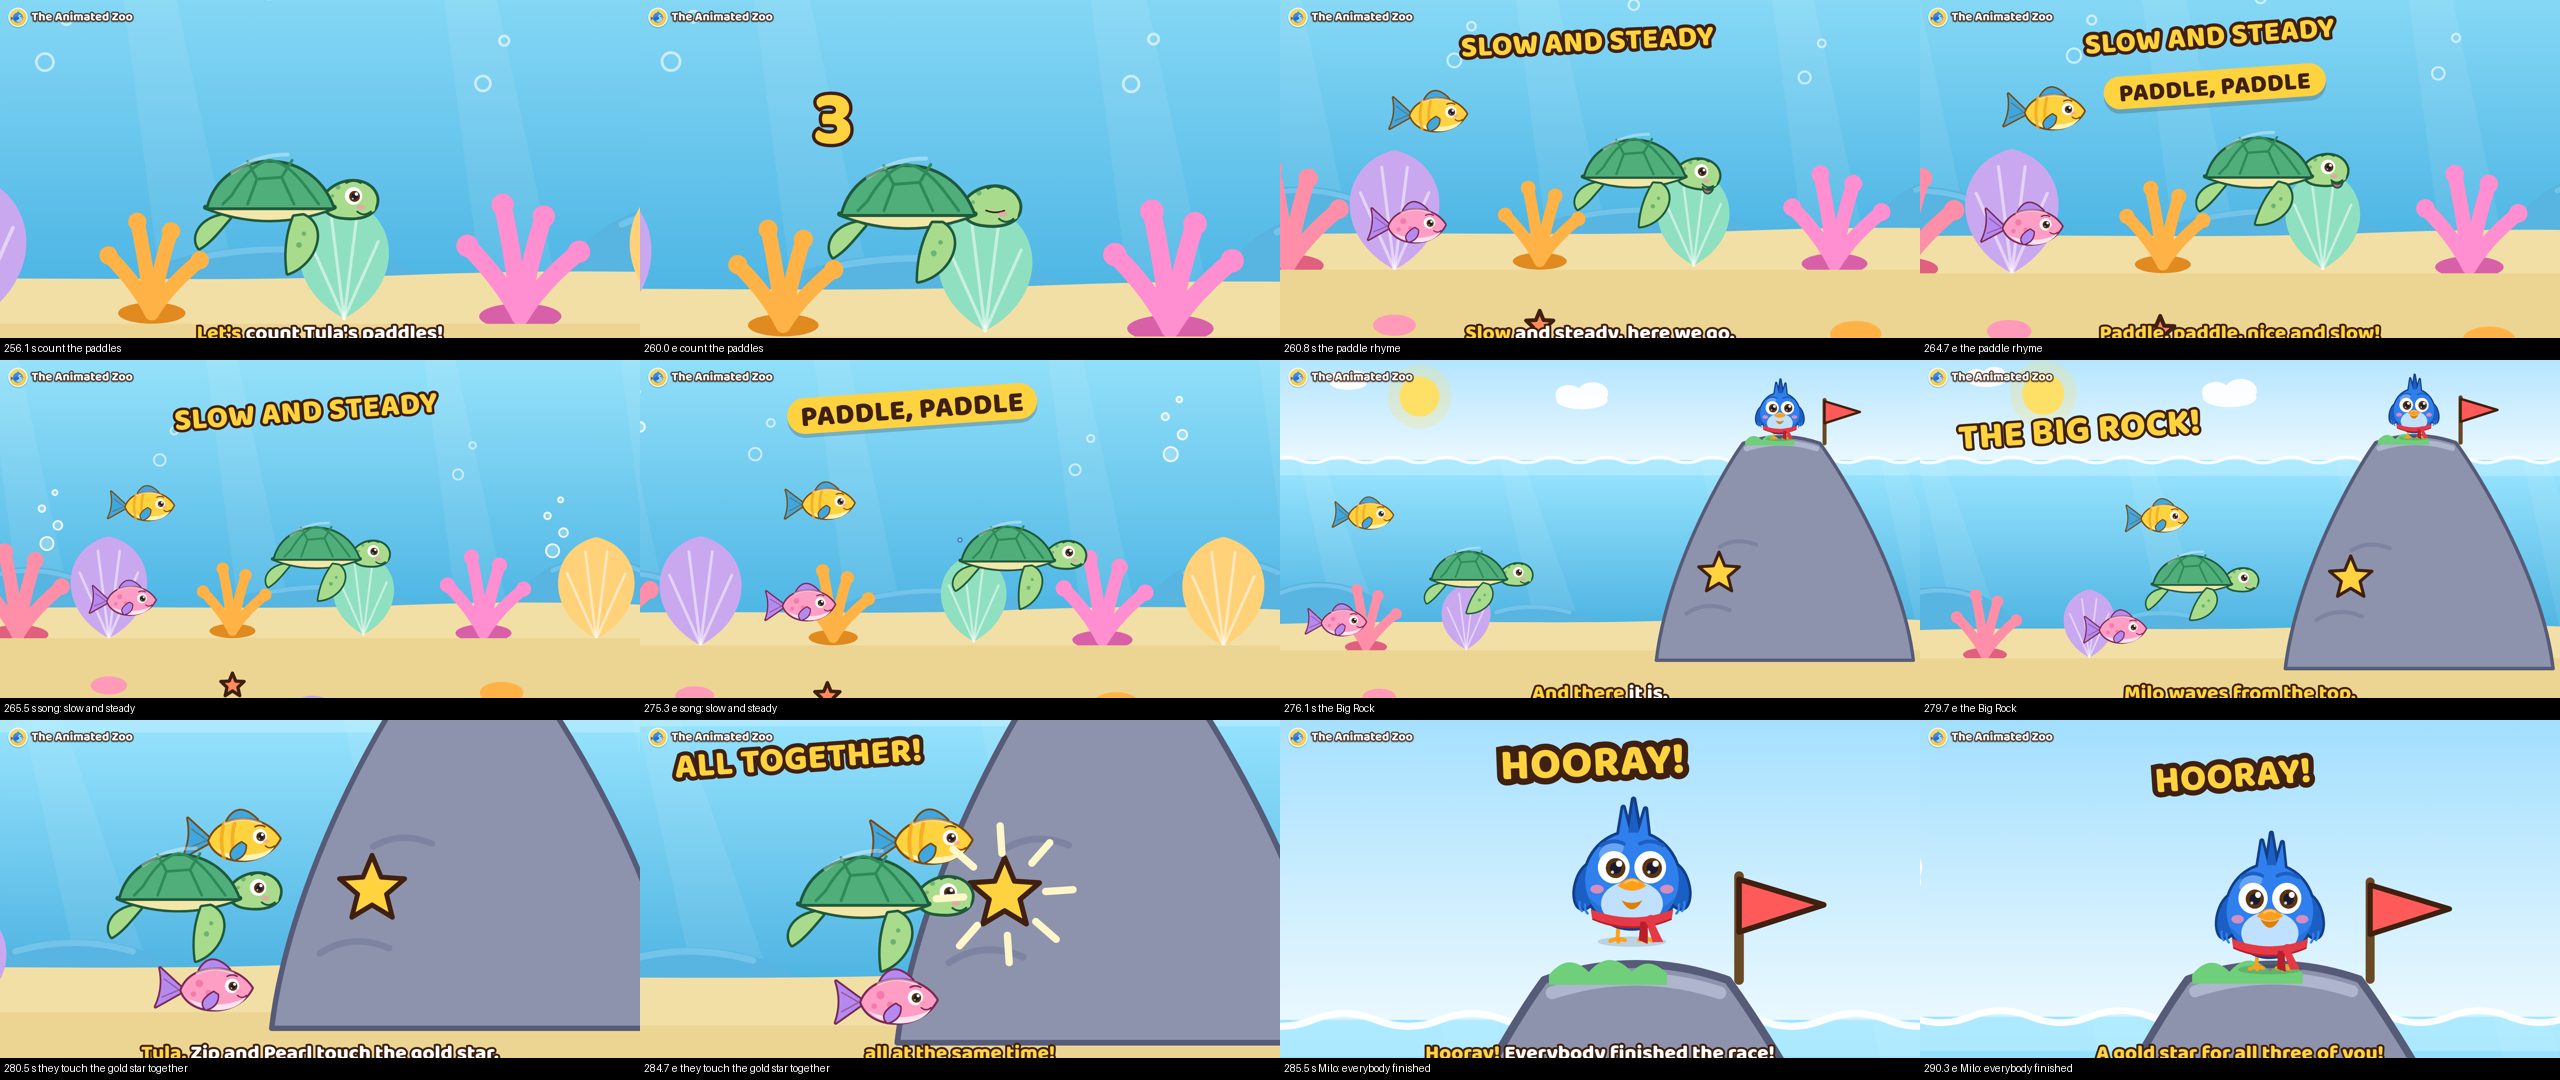 The Animated Zoo
Let's count Tula's paddles!
256.1 s count the paddles
The Animated Zoo
3
260.0 e count the paddles
The Animated Zoo
SLOW AND STEADY
Slow and steady, here we go.
260.8 s the paddle rhyme
The Animated Zoo
SLOW AND STEADY
PADDLE, PADDLE
Paddle, paddle, nice and slow!
264.7 e the paddle rhyme
The Animated Zoo
SLOW AND STEADY
265.5 s song: slow and steady
The Animated Zoo
PADDLE, PADDLE
275.3 e song: slow and steady
The Animated Zoo
And there it is.
276.1 s the Big Rock
The Animated Zoo
THE BIG ROCK!
Milo waves from the top.
279.7 e the Big Rock
The Animated Zoo
Tula, Zip and Pearl touch the gold star,
280.5 s they touch the gold star together
The Animated Zoo
ALL TOGETHER!
all at the same time!
284.7 e they touch the gold star together
The Animated Zoo
HOORAY!
Hooray! Everybody finished the race!
285.5 s Milo: everybody finished
The Animated Zoo
HOORAY!
A gold star for all three of you!
290.3 e Milo: everybody finished